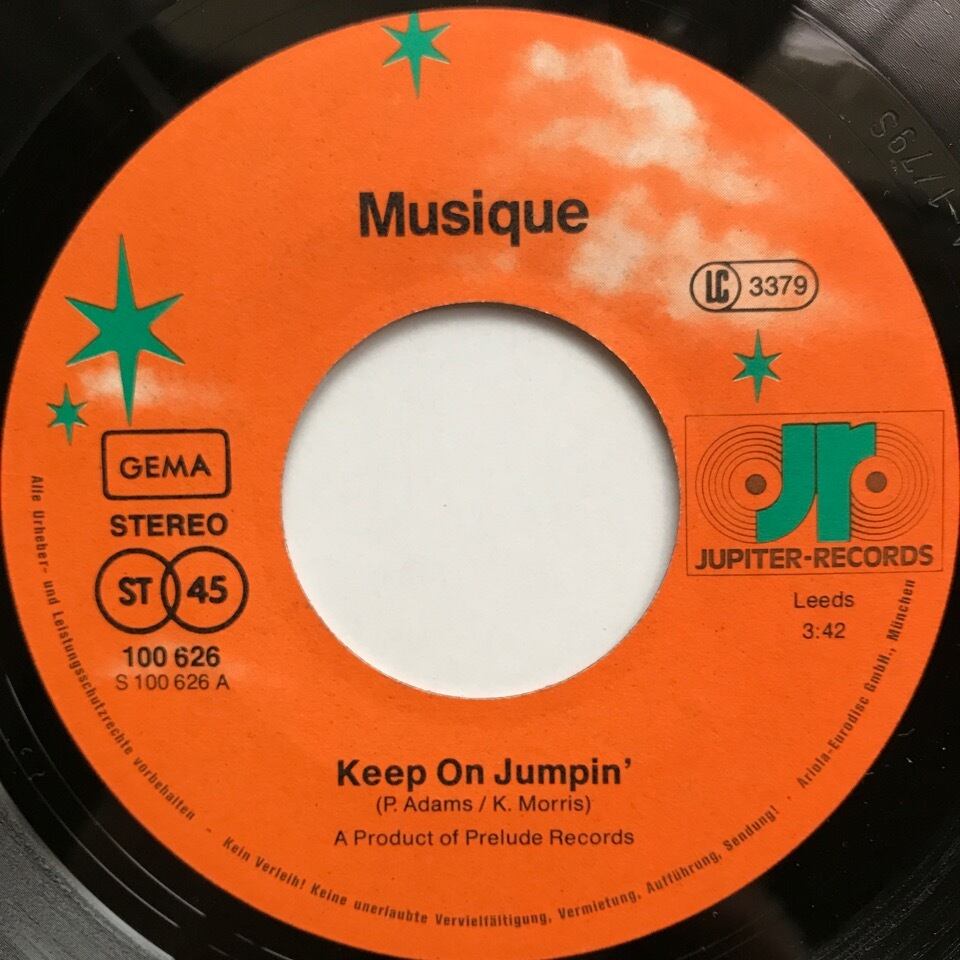 Musique
LC 3379
GEMA
STEREO
ST 45
100 626
S 100 626 A
jr
JUPITER-RECORDS
Leeds
3:42
Keep On Jumpin'
(P. Adams / K. Morris)
A Product of Prelude Records
Alle Urheber- und Leistungsschutzrechte vorbehalten - Kein Verleih! Keine unerlaubte Vervielfältigung, Vermietung, Aufführung, Sendung! · Ariola-Eurodisc GmbH., München